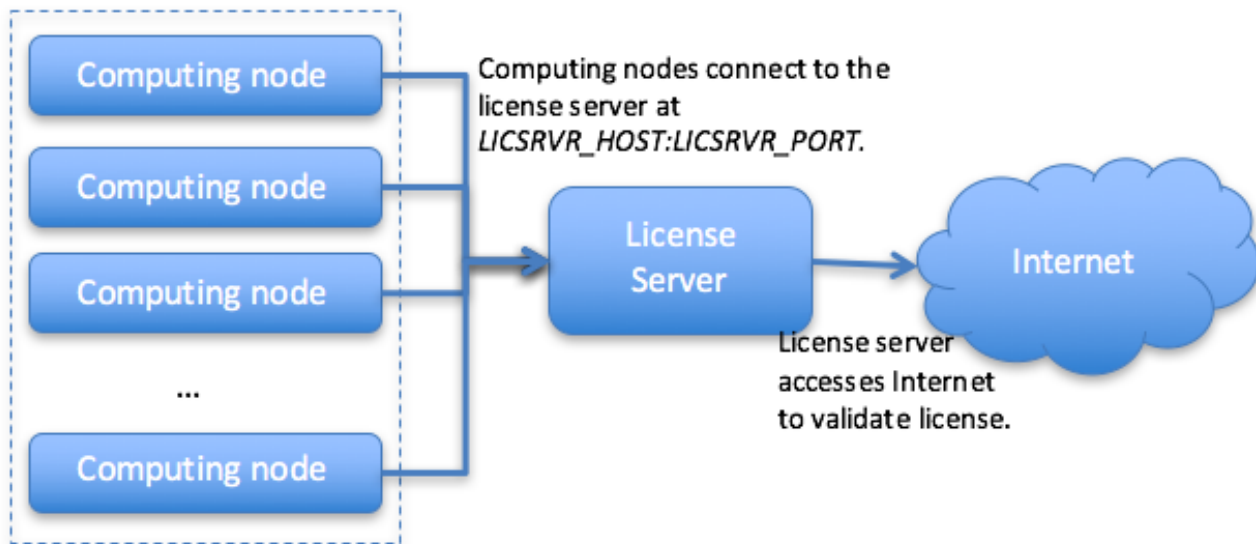 Computing node
Computing node
Computing node
...
Computing node
Computing nodes connect to the
license server at
LICSRVR_HOST:LICSRVR_PORT.
License
Server
Internet
License server
accesses Internet
to validate license.